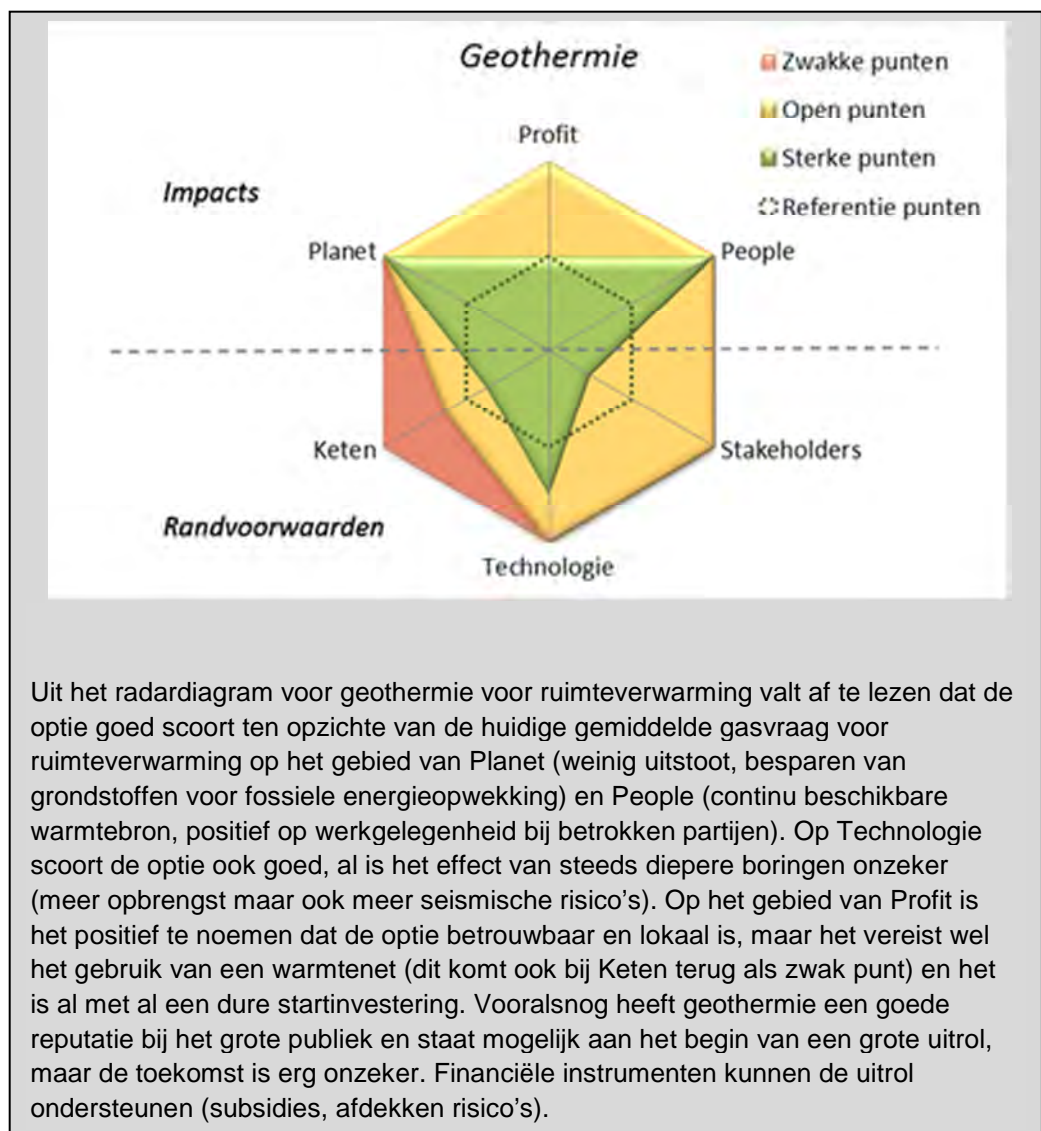 Geothermie
Zwakke punten
Open punten
Sterke punten
Referentie punten
Profit
Impacts
Planet
People
Keten
Stakeholders
Randvoorwaarden
Technologie
Uit het radardiagram voor geothermie voor ruimteverwarming valt af te lezen dat de
optie goed scoort ten opzichte van de huidige gemiddelde gasvraag voor
ruimteverwarming op het gebied van Planet (weinig uitstoot, besparen van
grondstoffen voor fossiele energieopwekking) en People (continu beschikbare
warmtebron, positief op werkgelegenheid bij betrokken partijen). Op Technologie
scoort de optie ook goed, al is het effect van steeds diepere boringen onzeker
(meer opbrengst maar ook meer seismische risico's). Op het gebied van Profit is
het positief te noemen dat de optie betrouwbaar en lokaal is, maar het vereist wel
het gebruik van een warmtenet (dit komt ook bij Keten terug als zwak punt) en het
is al met al een dure startinvestering. Vooralsnog heeft geothermie een goede
reputatie bij het grote publiek en staat mogelijk aan het begin van een grote uitrol,
maar de toekomst is erg onzeker. Financiële instrumenten kunnen de uitrol
ondersteunen (subsidies, afdekken risico's).